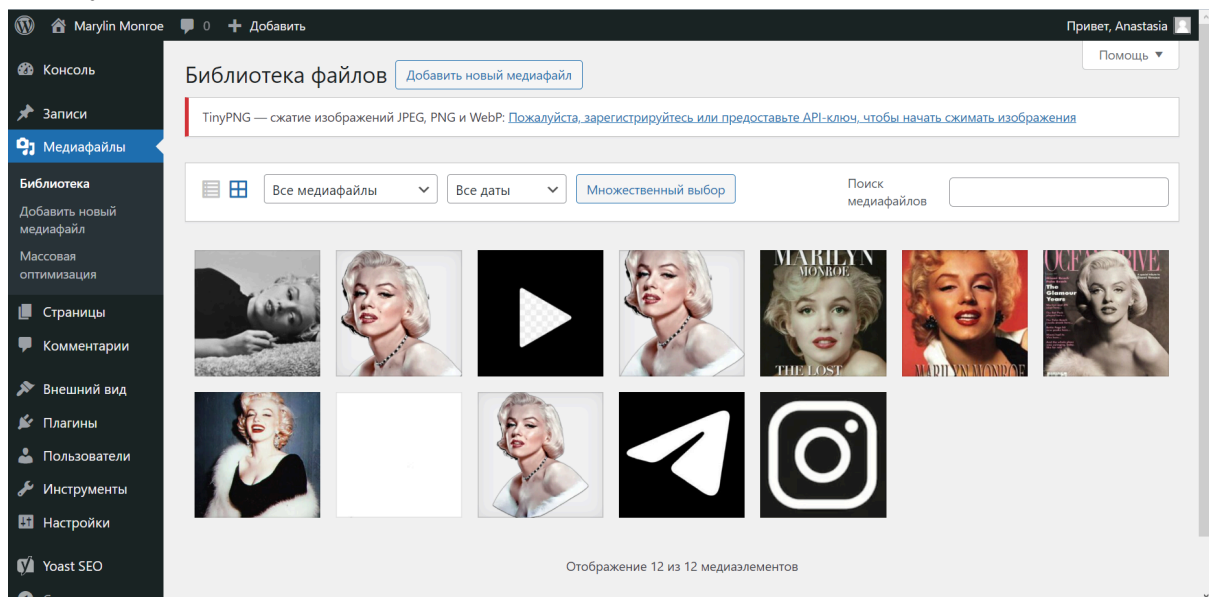 Marylin Monroe 0 Добавить Привет, Anastasia
Помощь
Консоль
Записи
Медиафайлы
Библиотека
Добавить новый
медиафайл
Массовая
оптимизация
Страницы
Комментарии
Внешний вид
Плагины
Пользователи
Инструменты
Настройки
Yoast SEO
Библиотека файлов Добавить новый медиафайл
TinyPNG — сжатие изображений JPEG, PNG и WebP: Пожалуйста, зарегистрируйтесь или предоставьте API-ключ, чтобы начать сжимать изображения
Все медиафайлы Все даты Множественный выбор Поиск
медиафайлов
MARILYN
MONROE
THE LOST
MARILYN MONROE
The
Glamour
Years
Отображение 12 из 12 медиаэлементов